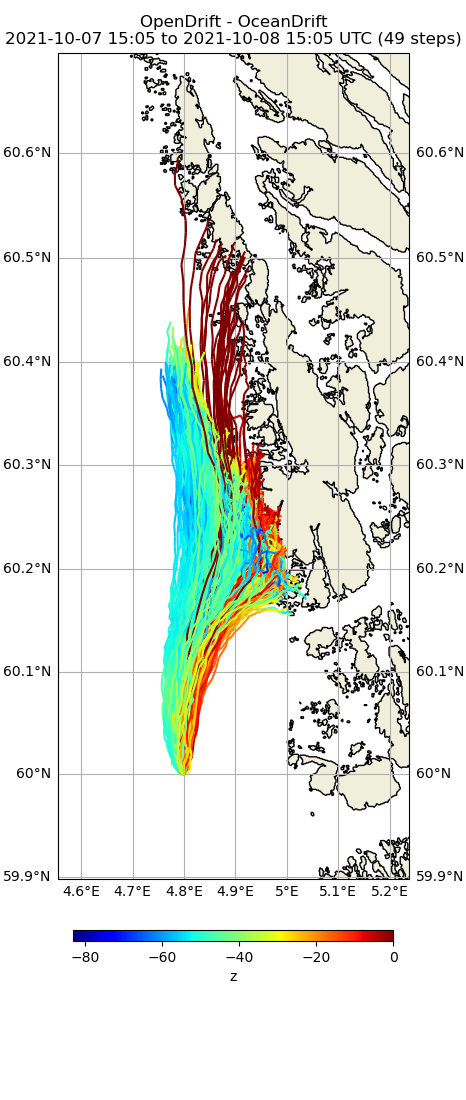 OpenDrift - OceanDrift
2021-10-07 15:05 to 2021-10-08 15:05 UTC (49 steps)
60.6°N 60.6°N
60.5°N 60.5°N
60.4°N 60.4°N
60.3°N 60.3°N
60.2°N 60.2°N
60.1°N 60.1°N
60°N 60°N
59.9°N 59.9°N
4.6°E 4.7°E 4.8°E 4.9°E 5°E 5.1°E 5.2°E
−80 −60 −40 −20 0
z